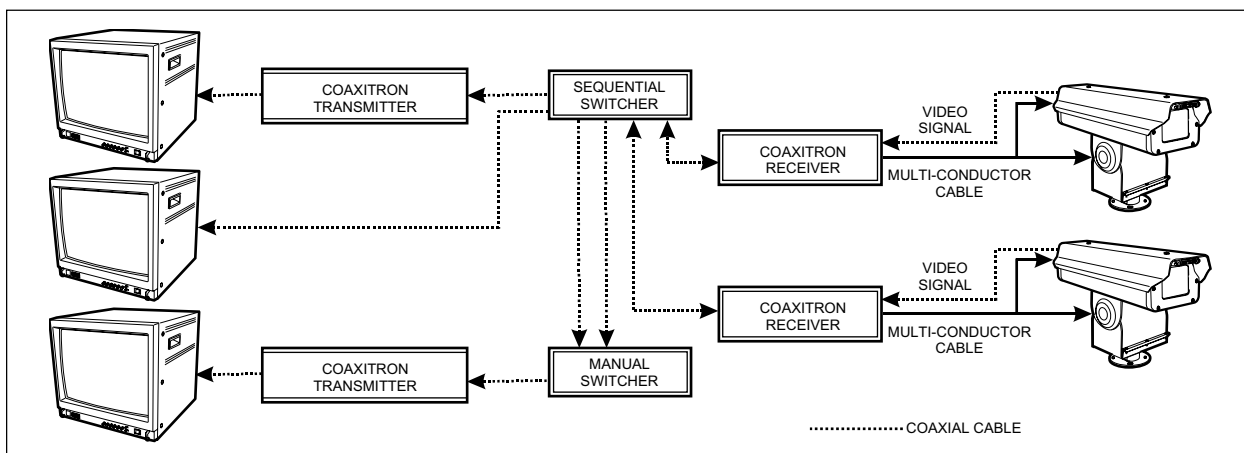 COAXITRON
TRANSMITTER
SEQUENTIAL
SWITCHER
VIDEO
SIGNAL
COAXITRON
RECEIVER
MULTI-CONDUCTOR
CABLE
VIDEO
SIGNAL
COAXITRON
RECEIVER
MULTI-CONDUCTOR
CABLE
COAXITRON
TRANSMITTER
MANUAL
SWITCHER
COAXIAL CABLE